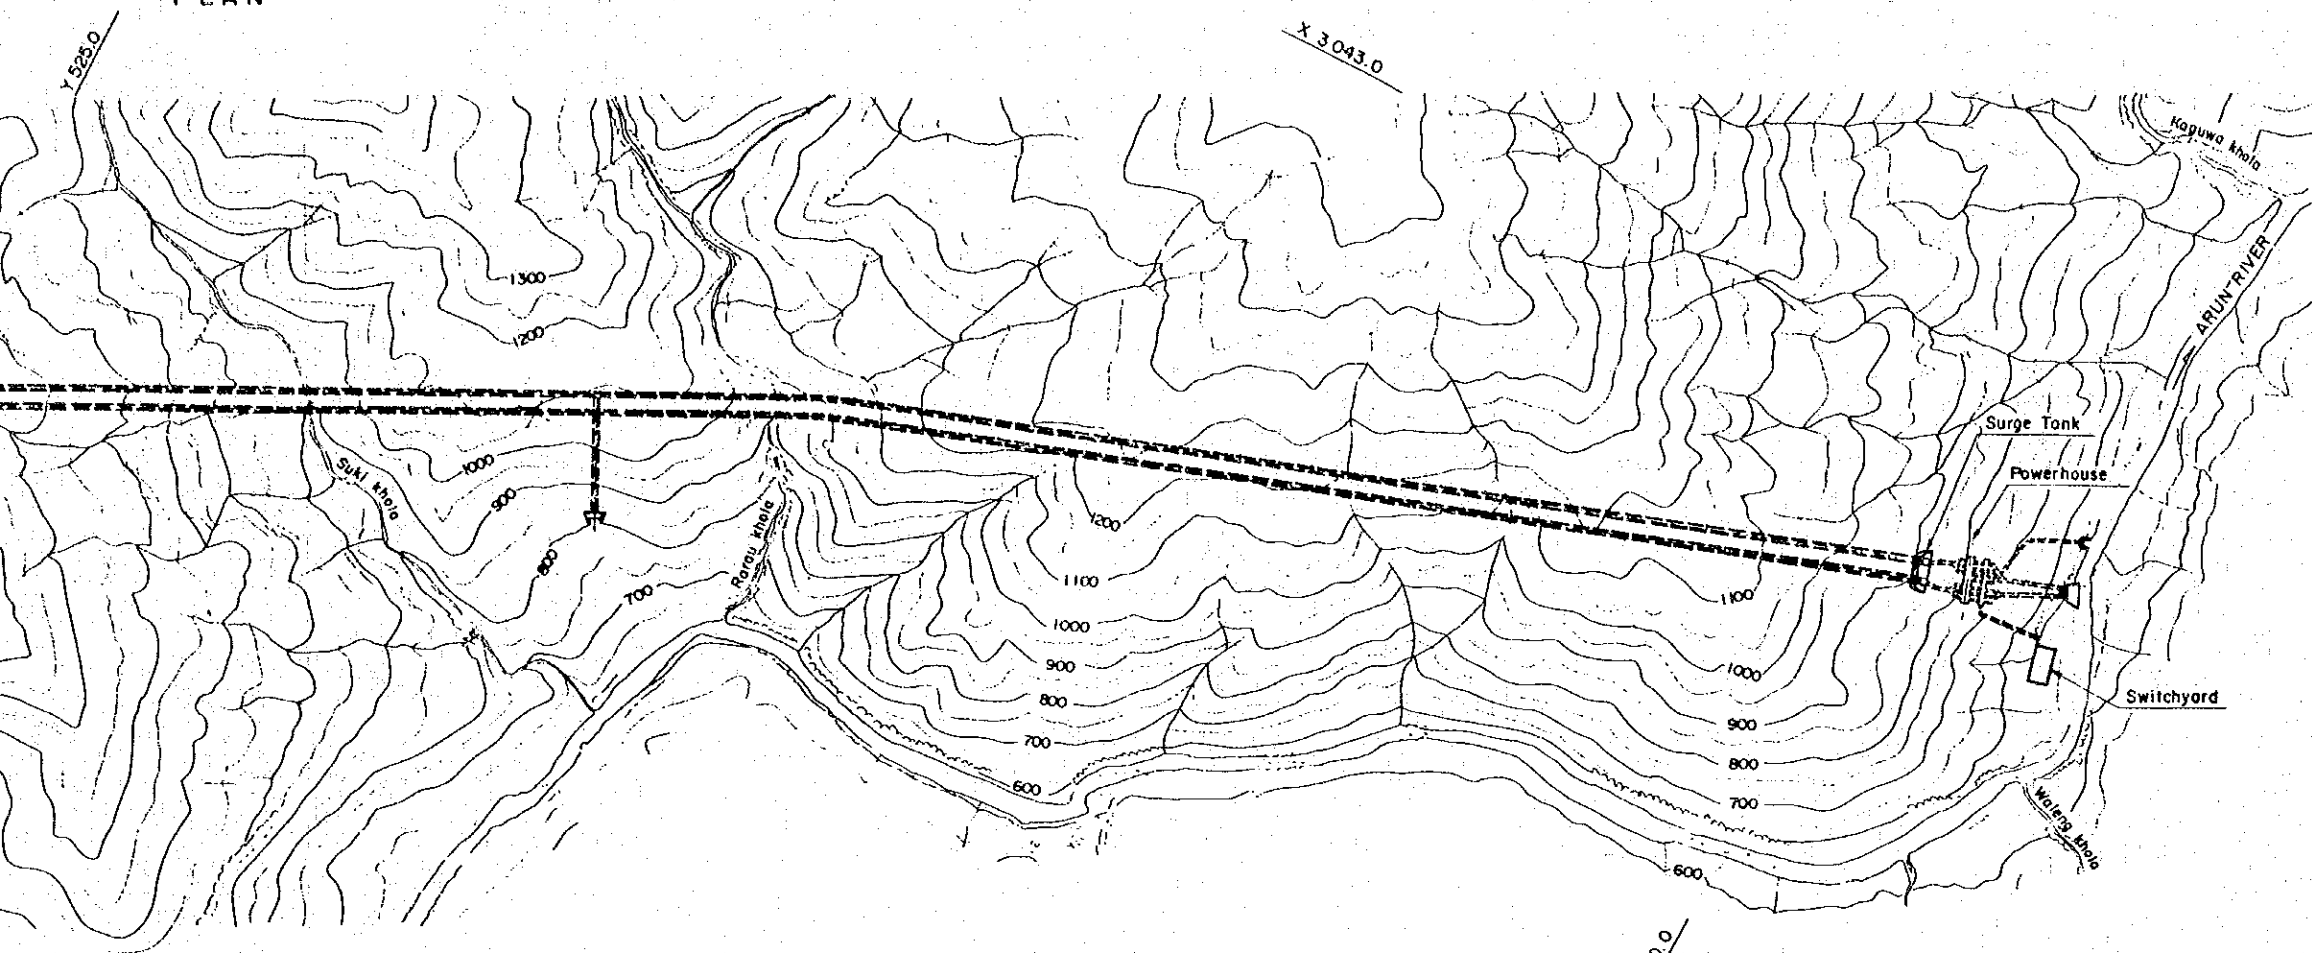 PLAN
Y 525.0
X 3043.0
Kaguwa khola
ARUN RIVER
1300
1200
Surge Tank
Powerhouse
Suki khola
1000
900
800
700
Rarau khola
1200
1100
1000
900
800
700
600
1100
1000
900
800
700
600
Switchyard
Waleng khola